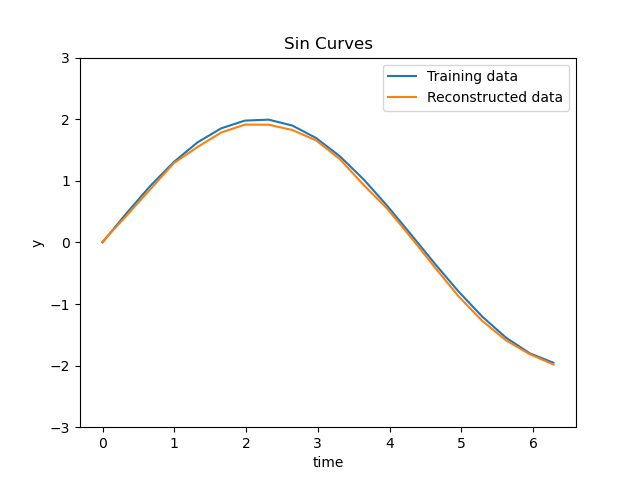 Sin Curves
Training data
Reconstructed data
3
2
1
0
−1
−2
−3
y
0 1 2 3 4 5 6
time